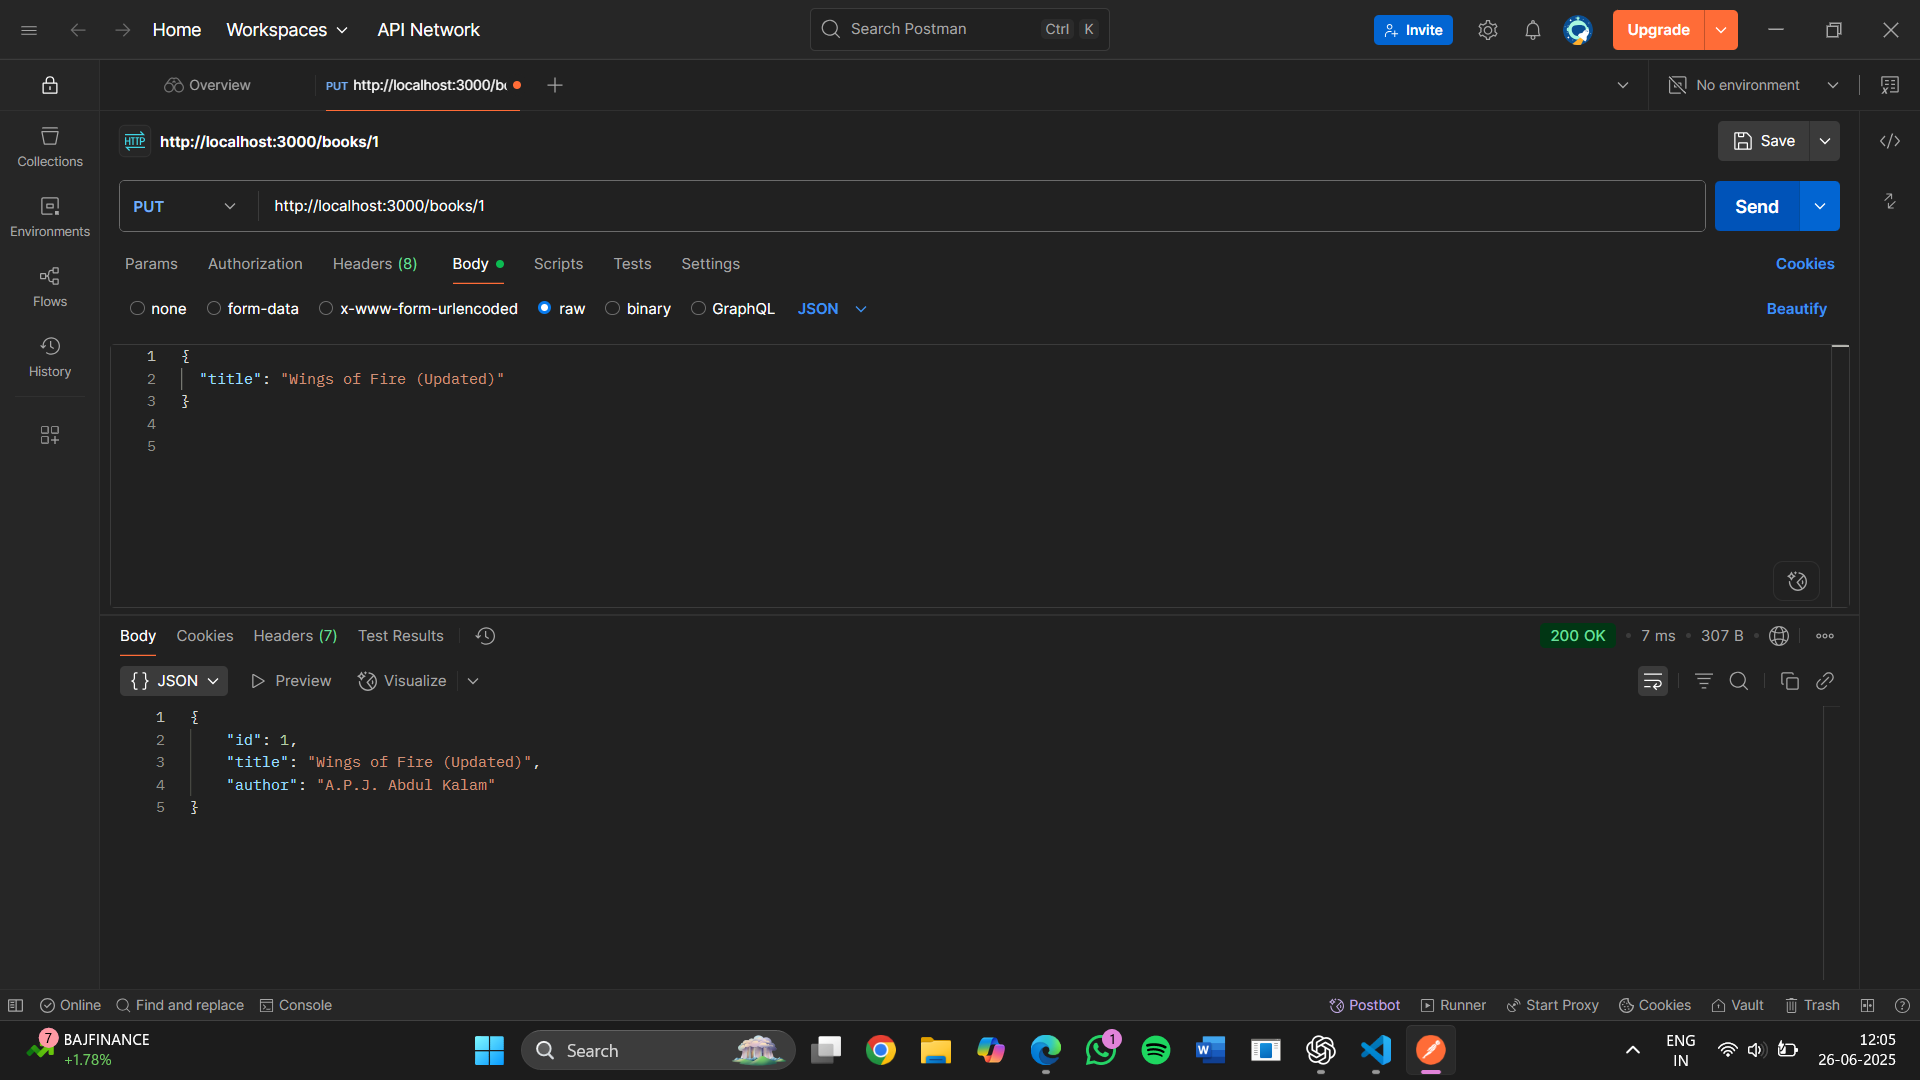 Home Workspaces API Network Search Postman Ctrl K Invite Upgrade
Overview PUT http://localhost:3000/b No environment
HTTP http://localhost:3000/books/1 Save
PUT http://localhost:3000/books/1 Send
Params Authorization Headers (8) Body Scripts Tests Settings Cookies
none form-data x-www-form-urlencoded raw binary GraphQL JSON Beautify
Collections
Environments
Flows
History
1 {
2 "title": "Wings of Fire (Updated)"
3 }
4
5
Body Cookies Headers (7) Test Results 200 OK • 7 ms • 307 B
{} JSON Preview Visualize
1 {
2 "id": 1,
3 "title": "Wings of Fire (Updated)",
4 "author": "A.P.J. Abdul Kalam"
5 }
Online Find and replace Console Postbot Runner Start Proxy Cookies Vault Trash
7 BAJFINANCE
+1.78%
Search
1
W
ENG
IN
12:05
26-06-2025